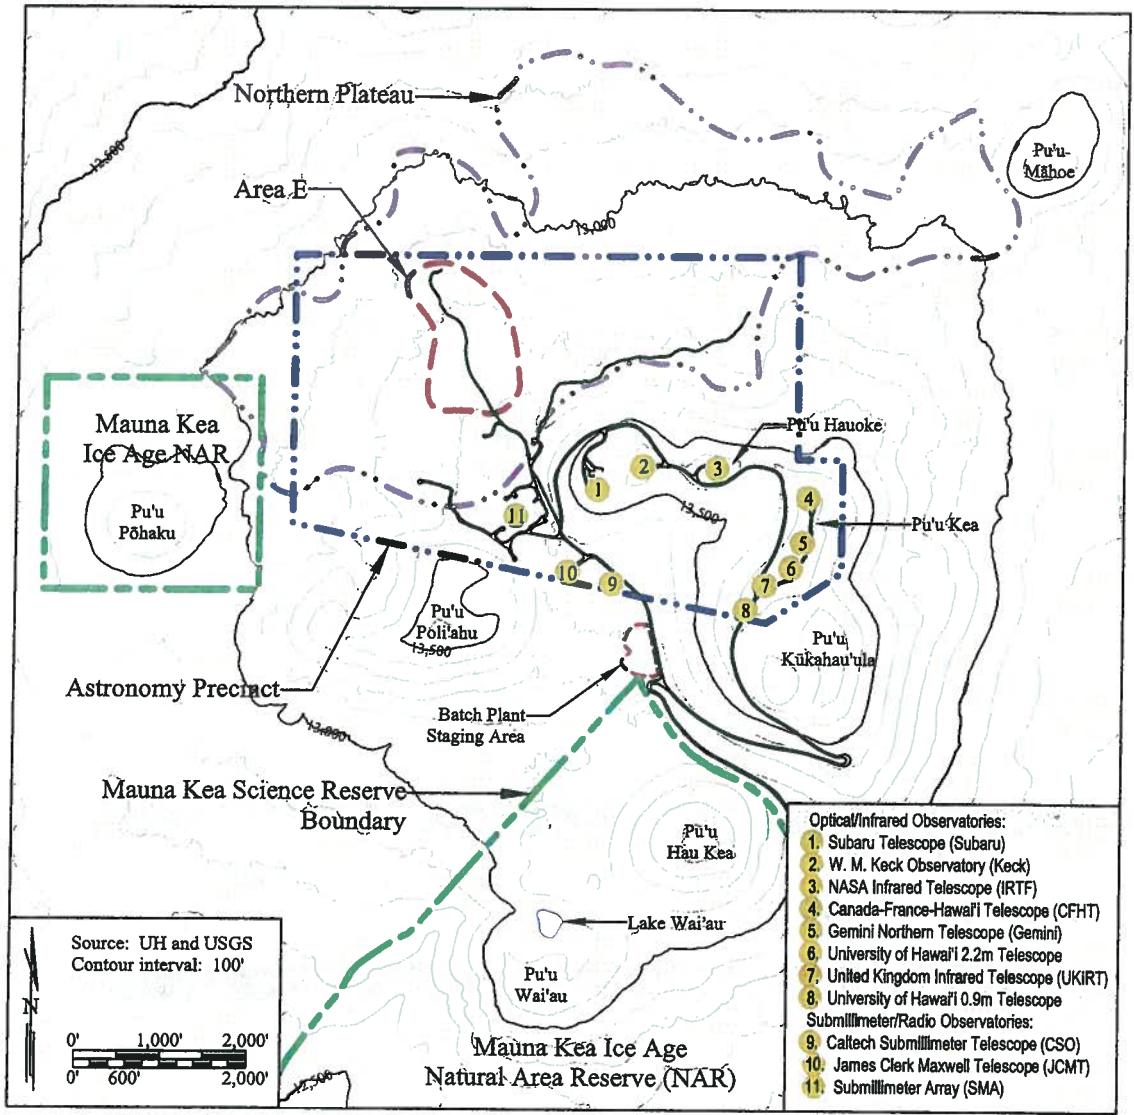 Northern Plateau
12,800
Pu'u-
Māhoe
Area E
13,000
Mauna Kea
Ice Age NAR
Pu'u Hauoke
Pu'u
Pōhaku
1
2
3
4
5
6
7
8
9
10
11
13,500
Pu'u Kea
Pu'u
Poli'ahu
13,500
Pu'u
Kūkahau'ula
Astronomy Precinct
Batch Plant
Staging Area
13,000
Mauna Kea Science Reserve
Boundary
Pu'u
Hau Kea
Lake Wai'au
Pu'u
Wai'au
Mauna Kea Ice Age
Natural Area Reserve (NAR)
12,500
Source: UH and USGS
Contour interval: 100'
N
0' 1,000' 2,000'
0' 600' 2,000'
Optical/Infrared Observatories:
1. Subaru Telescope (Subaru)
2. W. M. Keck Observatory (Keck)
3. NASA Infrared Telescope (IRTF)
4. Canada-France-Hawai'i Telescope (CFHT)
5. Gemini Northern Telescope (Gemini)
6. University of Hawai'i 2.2m Telescope
7. United Kingdom Infrared Telescope (UKIRT)
8. University of Hawai'i 0.9m Telescope
Submillimeter/Radio Observatories:
9. Caltech Submillimeter Telescope (CSO)
10. James Clerk Maxwell Telescope (JCMT)
11. Submillimeter Array (SMA)